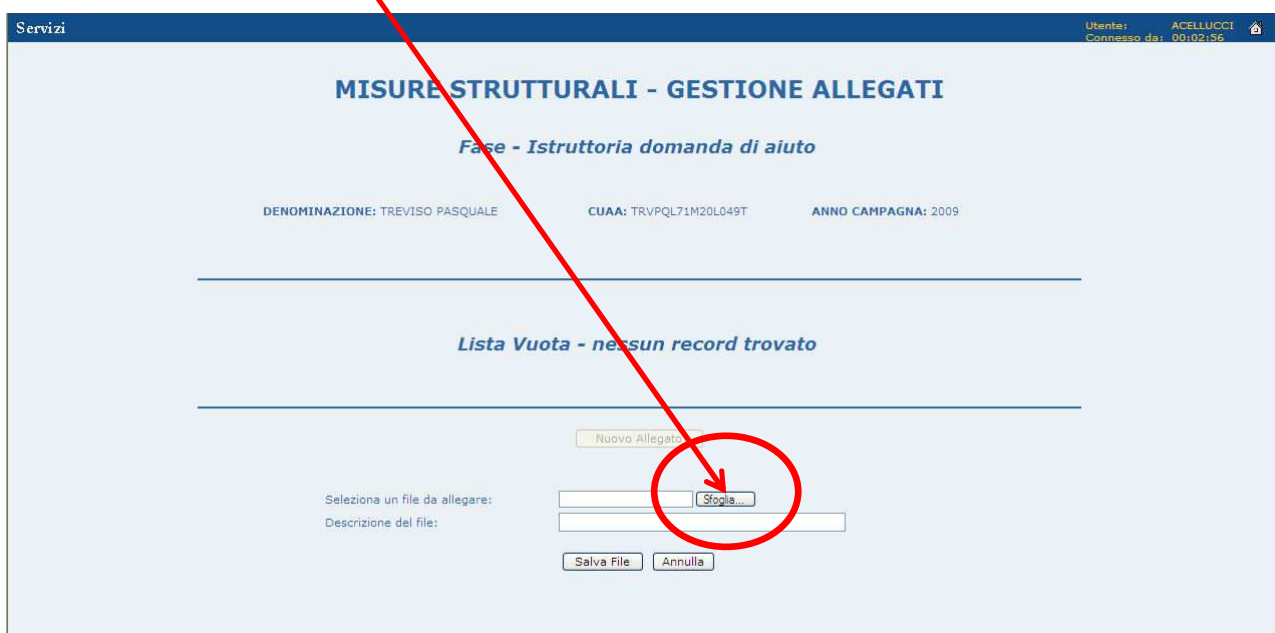 Servizi
Utente: ACELLUCCI
Connesso da: 00:02:56
MISURE STRUTTURALI - GESTIONE ALLEGATI
Fase - Istruttoria domanda di aiuto
DENOMINAZIONE: TREVISO PASQUALE CUAA: TRVPQL71M20L049T ANNO CAMPAGNA: 2009
Lista Vuota - nessun record trovato
Nuovo Allegato
Seleziona un file da allegare: Sfoglia...
Descrizione del file:
Salva File Annulla